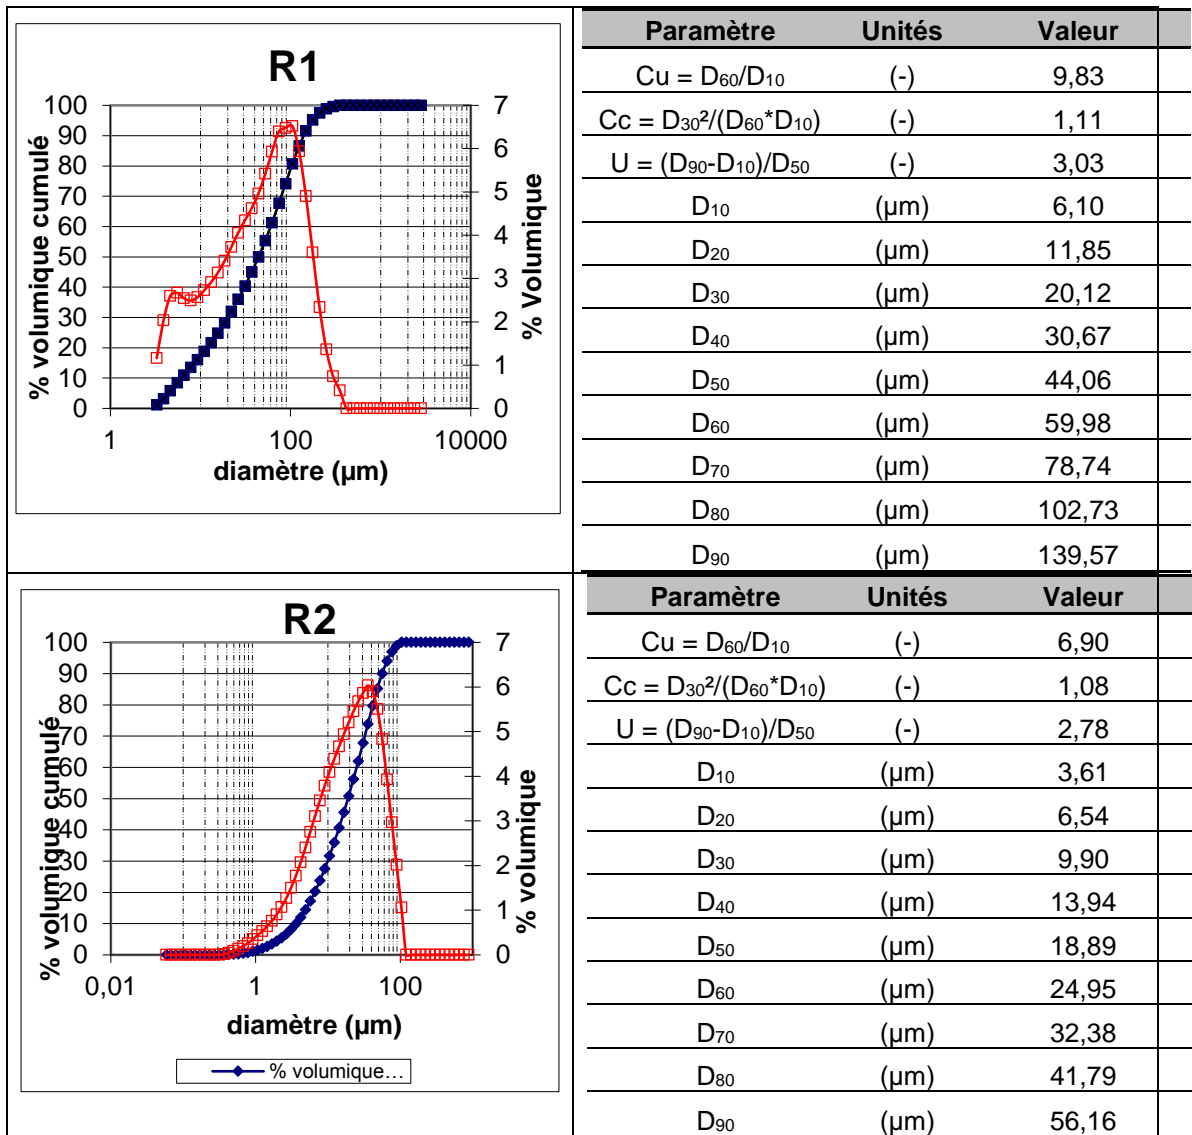 R1
% volumique cumulé
100
90
80
70
60
50
40
30
20
10
0
7
6
5
4
3
2
1
0
% Volumique
1
100
10000
diamètre (µm)
Paramètre Unités Valeur
Cu = D60/D10 (-) 9,83
Cc = D30²/(D60*D10) (-) 1,11
U = (D90-D10)/D50 (-) 3,03
D10 (µm) 6,10
D20 (µm) 11,85
D30 (µm) 20,12
D40 (µm) 30,67
D50 (µm) 44,06
D60 (µm) 59,98
D70 (µm) 78,74
D80 (µm) 102,73
D90 (µm) 139,57
R2
% volumique cumulé
100
90
80
70
60
50
40
30
20
10
0
7
6
5
4
3
2
1
0
% volumique
0,01
1
100
diamètre (µm)
% volumique…
Paramètre Unités Valeur
Cu = D60/D10 (-) 6,90
Cc = D30²/(D60*D10) (-) 1,08
U = (D90-D10)/D50 (-) 2,78
D10 (µm) 3,61
D20 (µm) 6,54
D30 (µm) 9,90
D40 (µm) 13,94
D50 (µm) 18,89
D60 (µm) 24,95
D70 (µm) 32,38
D80 (µm) 41,79
D90 (µm) 56,16